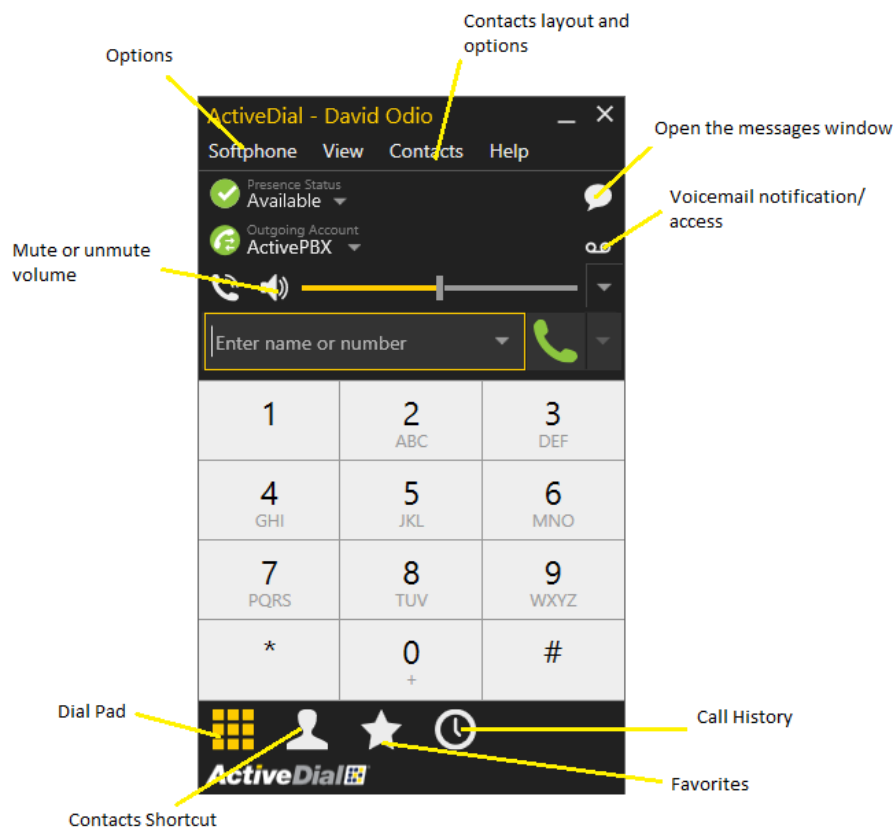 Contacts layout and
options
Options
ActiveDial - David Odio
Open the messages window
Softphone View Contacts Help
Presence Status
Available
Voicemail notification/
access
Outgoing Account
ActivePBX
Mute or unmute
volume
Enter name or number
1 2 3
ABC DEF
4 5 6
GHI JKL MNO
7 8 9
PQRS TUV WXYZ
* 0 #
+
Dial Pad
Call History
ActiveDial
Favorites
Contacts Shortcut